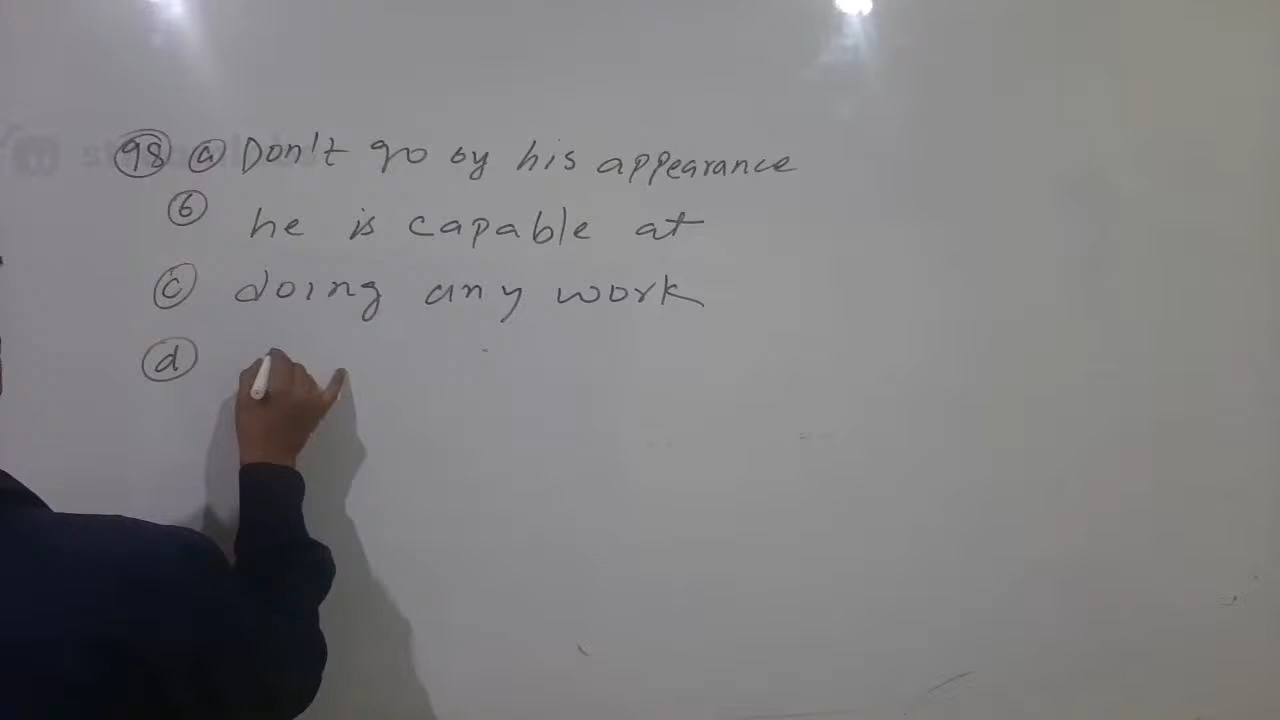 98 a Don't go by his appearance
b he is capable at
c doing any work
d